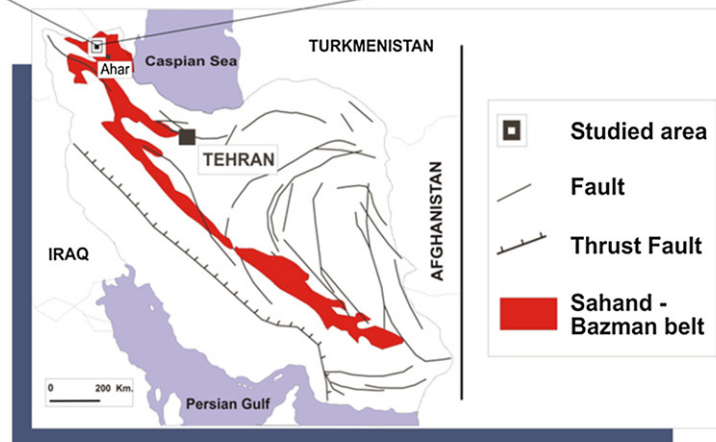 TURKMENISTAN
Caspian Sea
Ahar
TEHRAN
AFGHANISTAN
IRAQ
0 200 Km.
Persian Gulf
Studied area
Fault
Thrust Fault
Sahand -
Bazman belt